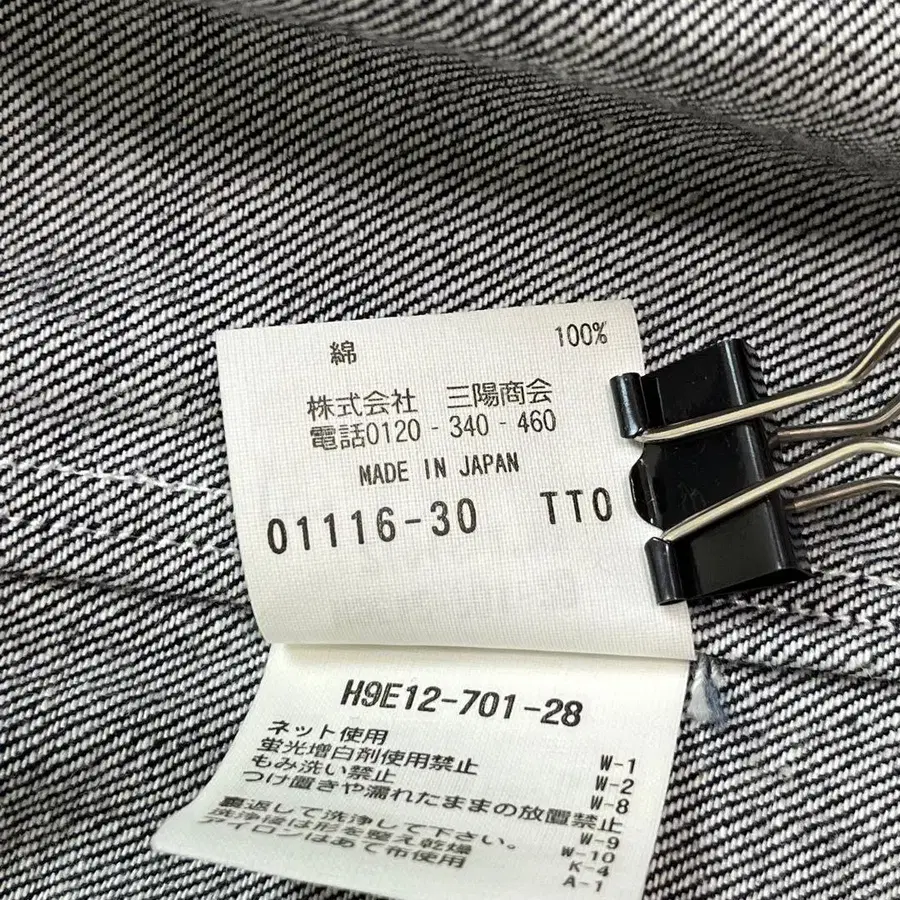 綿 100%
株式会社 三陽商会
電話0120-340-460
MADE IN JAPAN
01116-30 TTO
H9E12-701-28
ネット使用 W-1
蛍光増白剤使用禁止 W-2
もみ洗い禁止 W-8
つけ置きや濡れたままの放置禁止 W-9
裏返して洗浄して下さい。 W-10
洗浄後は形を整え乾燥 K-4
アイロンはあて布使用 A-1